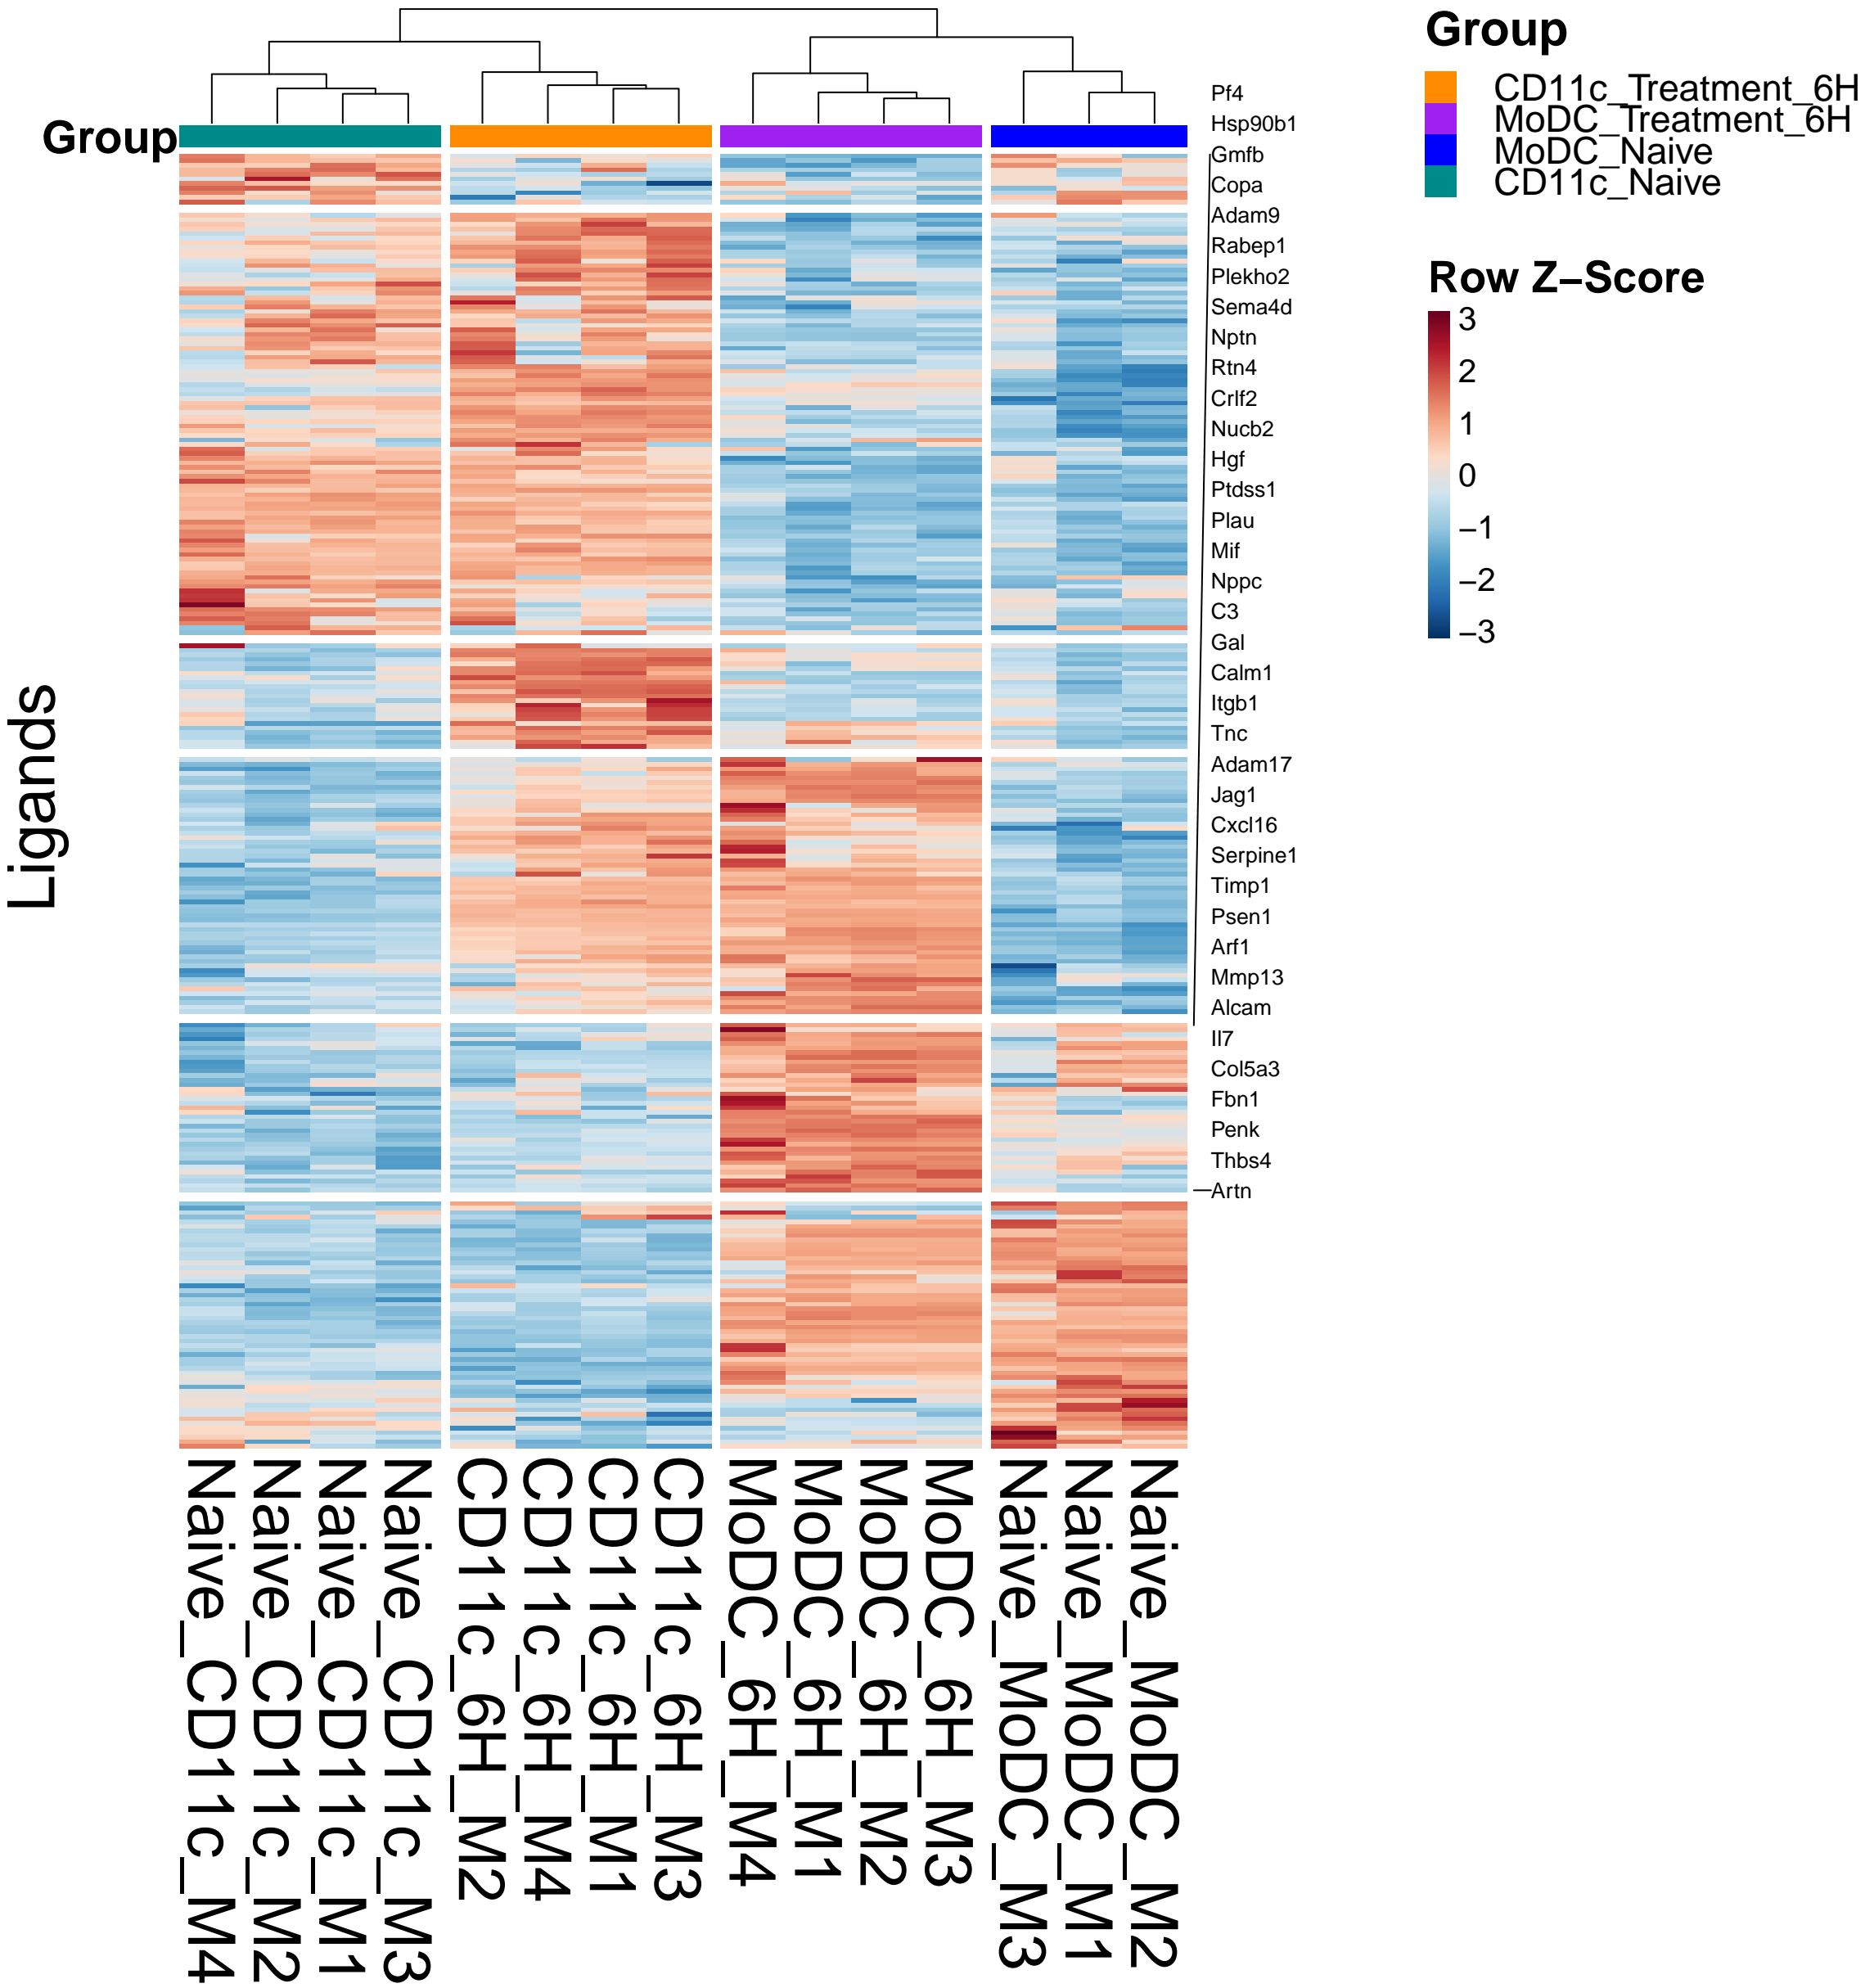 Group
CD11c_Treatment_6H
MoDC_Treatment_6H
MoDC_Naive
CD11c_Naive
Row Z−Score
3
2
1
0
−1
−2
−3
Group
Ligands
Pf4
Hsp90b1
Gmfb
Copa
Adam9
Rabep1
Plekho2
Sema4d
Nptn
Rtn4
Crlf2
Nucb2
Hgf
Ptdss1
Plau
Mif
Nppc
C3
Gal
Calm1
Itgb1
Tnc
Adam17
Jag1
Cxcl16
Serpine1
Timp1
Psen1
Arf1
Mmp13
Alcam
Il7
Col5a3
Fbn1
Penk
Thbs4
Artn
Naive_CD11c_M4
Naive_CD11c_M2
Naive_CD11c_M1
Naive_CD11c_M3
CD11c_6H_M2
CD11c_6H_M4
CD11c_6H_M1
CD11c_6H_M3
MoDC_6H_M4
MoDC_6H_M1
MoDC_6H_M2
MoDC_6H_M3
Naive_MoDC_M3
Naive_MoDC_M1
Naive_MoDC_M2